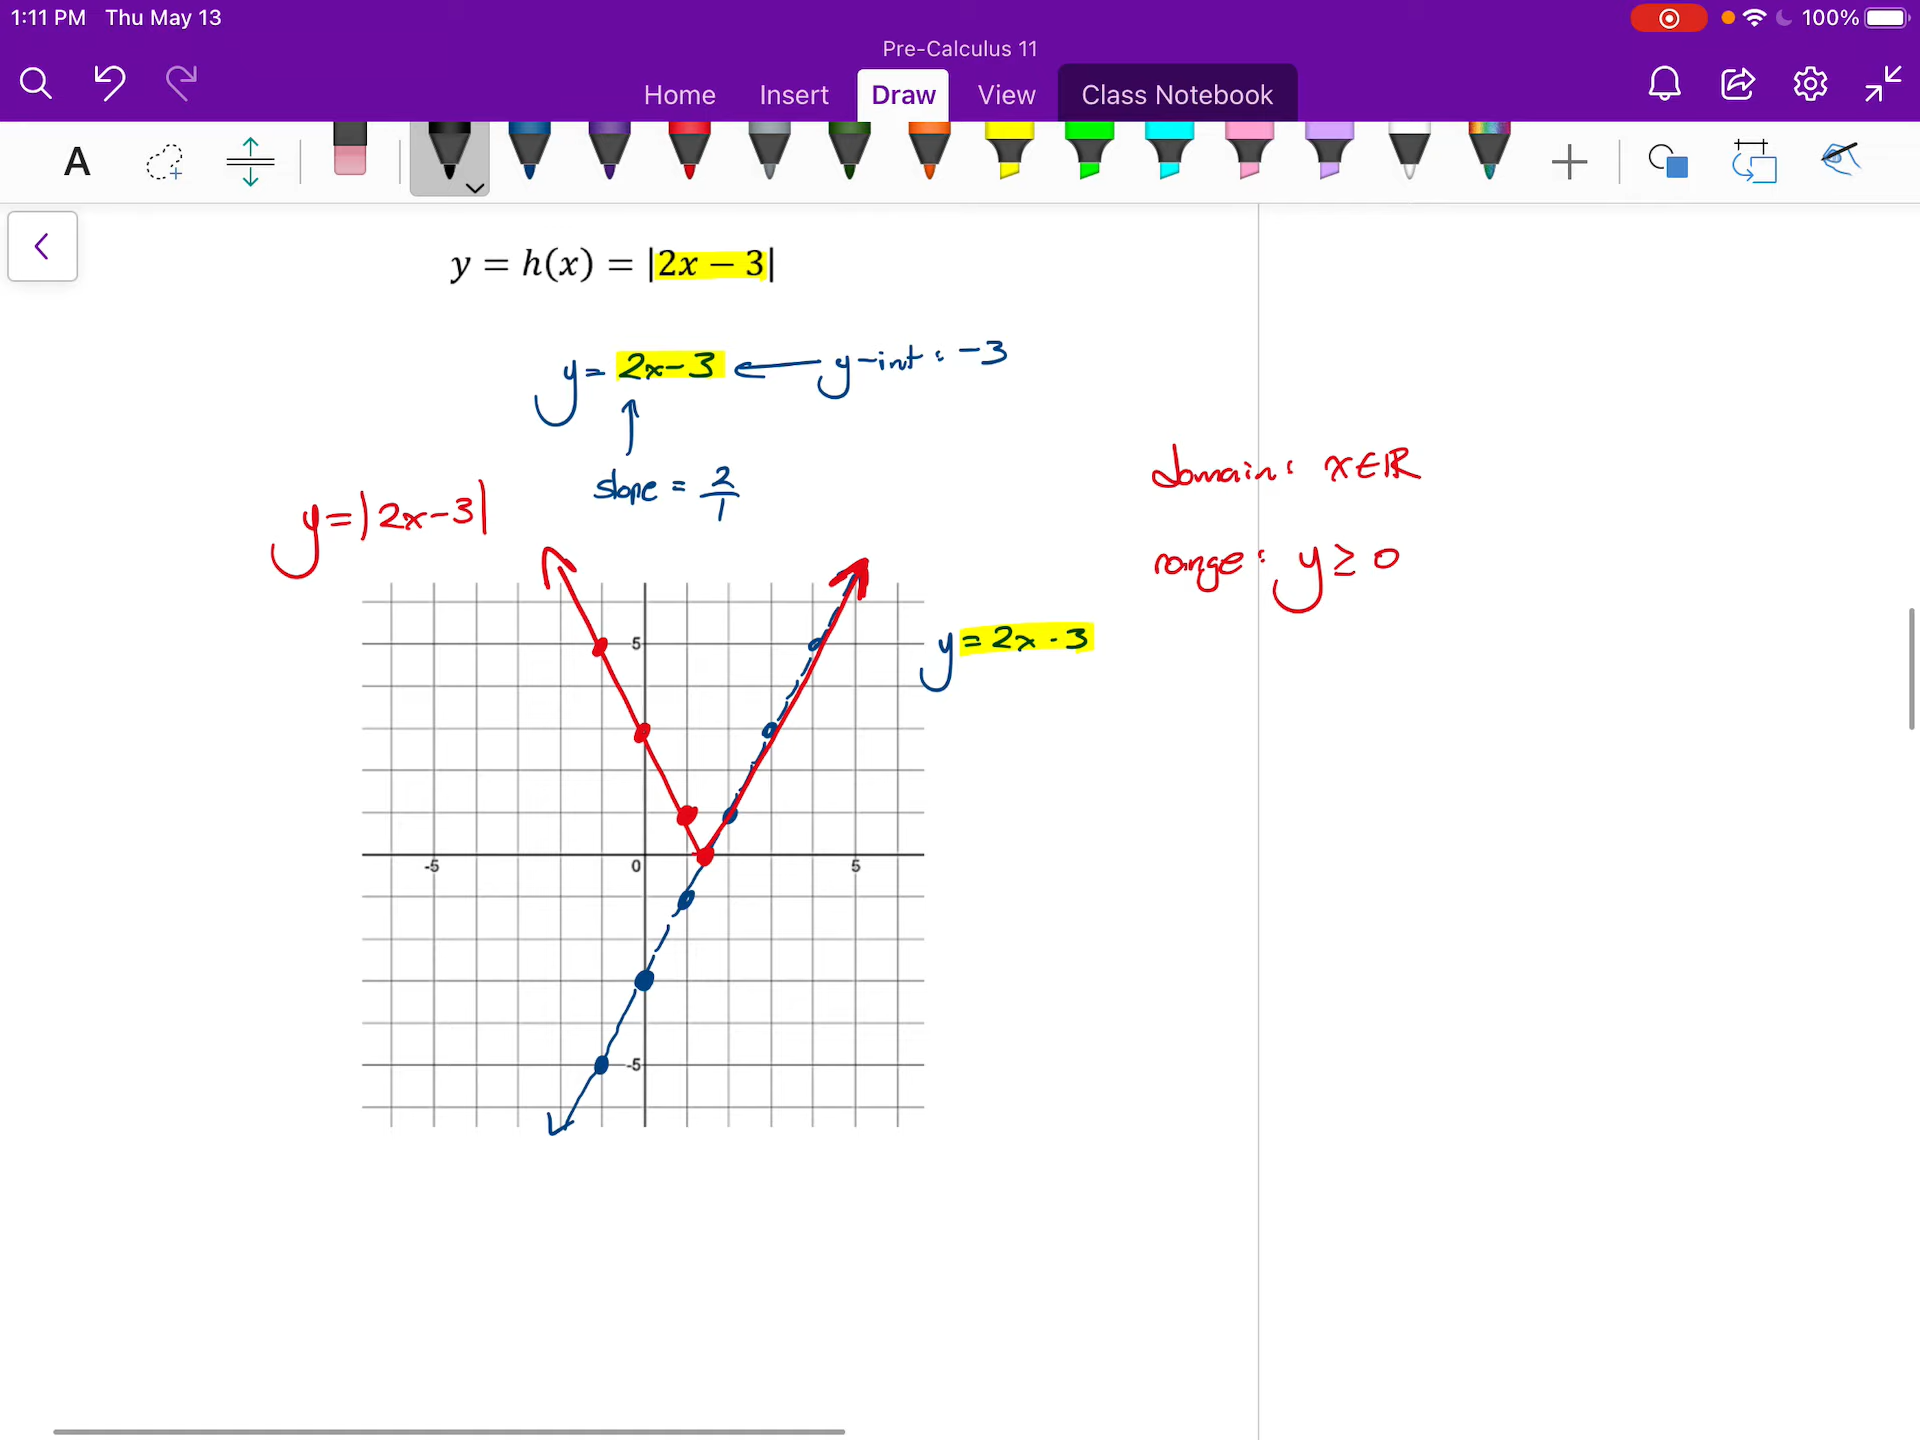 1:11 PM Thu May 13
100%
Pre-Calculus 11
Home Insert Draw View Class Notebook
A
y = h(x) = |2x − 3|
y = 2x-3 ← y-int: -3
↑
slope = 2/1
y = |2x-3|
domain: x∈ℝ
range: y ≥ 0
5
y = 2x - 3
-5 0 5
-5